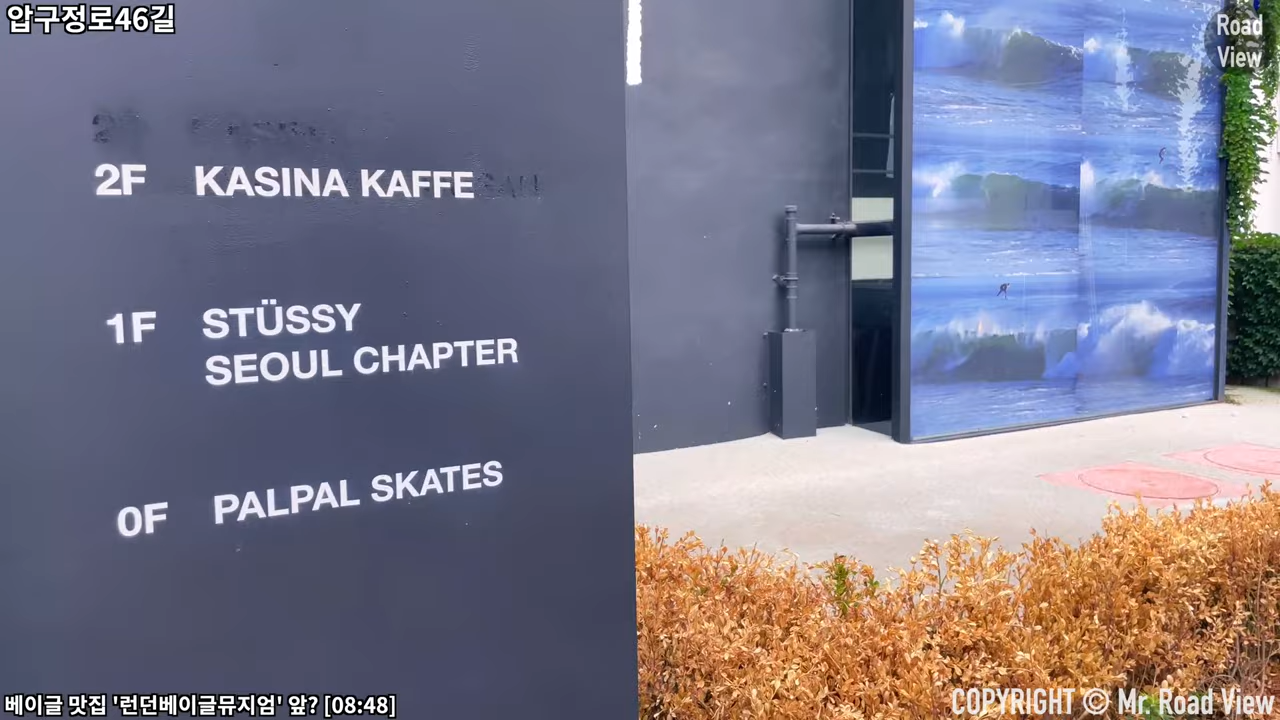 압구정로46길
Road
View
2F KASINA KAFFE
1F STÜSSY
SEOUL CHAPTER
0F PALPAL SKATES
베이글 맛집 '런던베이글뮤지엄' 앞? [08:48]
COPYRIGHT © Mr. Road View